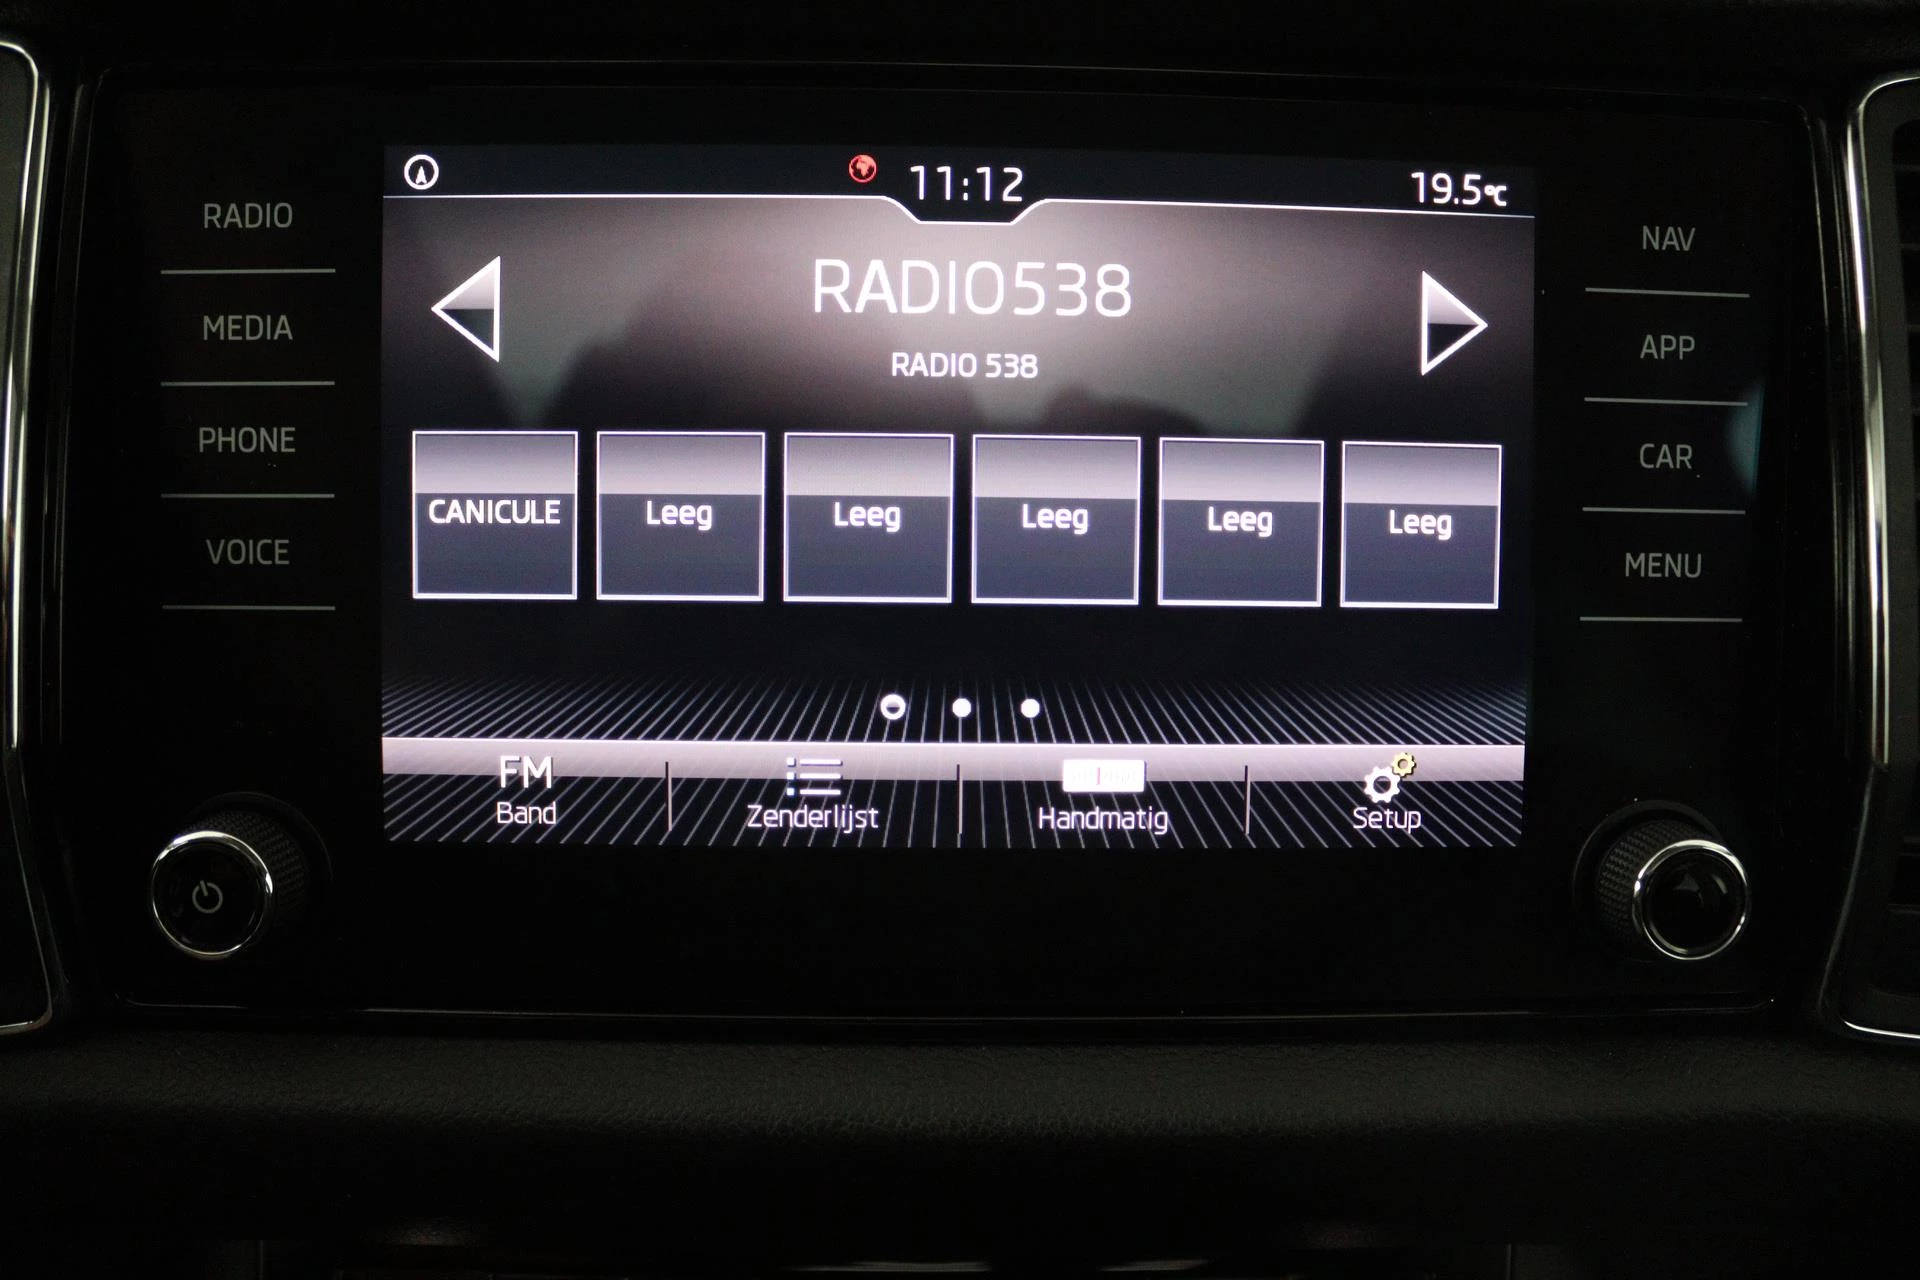 RADIO
MEDIA
PHONE
VOICE
11:12
19.5°C
RADIO538
RADIO 538
CANICULE
Leeg
Leeg
Leeg
Leeg
Leeg
FM
Band
Zenderlijst
Handmatig
Setup
NAV
APP
CAR
MENU